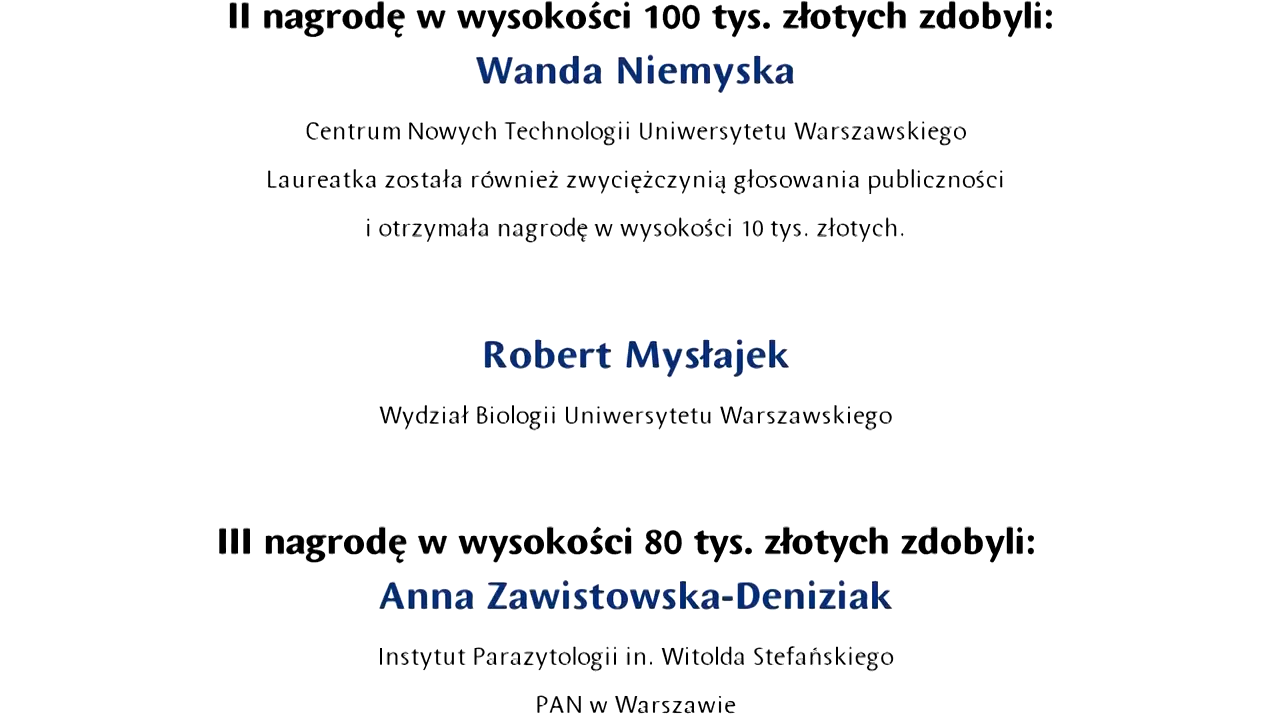 II nagrodę w wysokości 100 tys. złotych zdobyli:
Wanda Niemyska
Centrum Nowych Technologii Uniwersytetu Warszawskiego
Laureatka została również zwyciężczynią głosowania publiczności
i otrzymała nagrodę w wysokości 10 tys. złotych.
Robert Mysłajek
Wydział Biologii Uniwersytetu Warszawskiego
III nagrodę w wysokości 80 tys. złotych zdobyli:
Anna Zawistowska-Deniziak
Instytut Parazytologii in. Witolda Stefańskiego
PAN w Warszawie